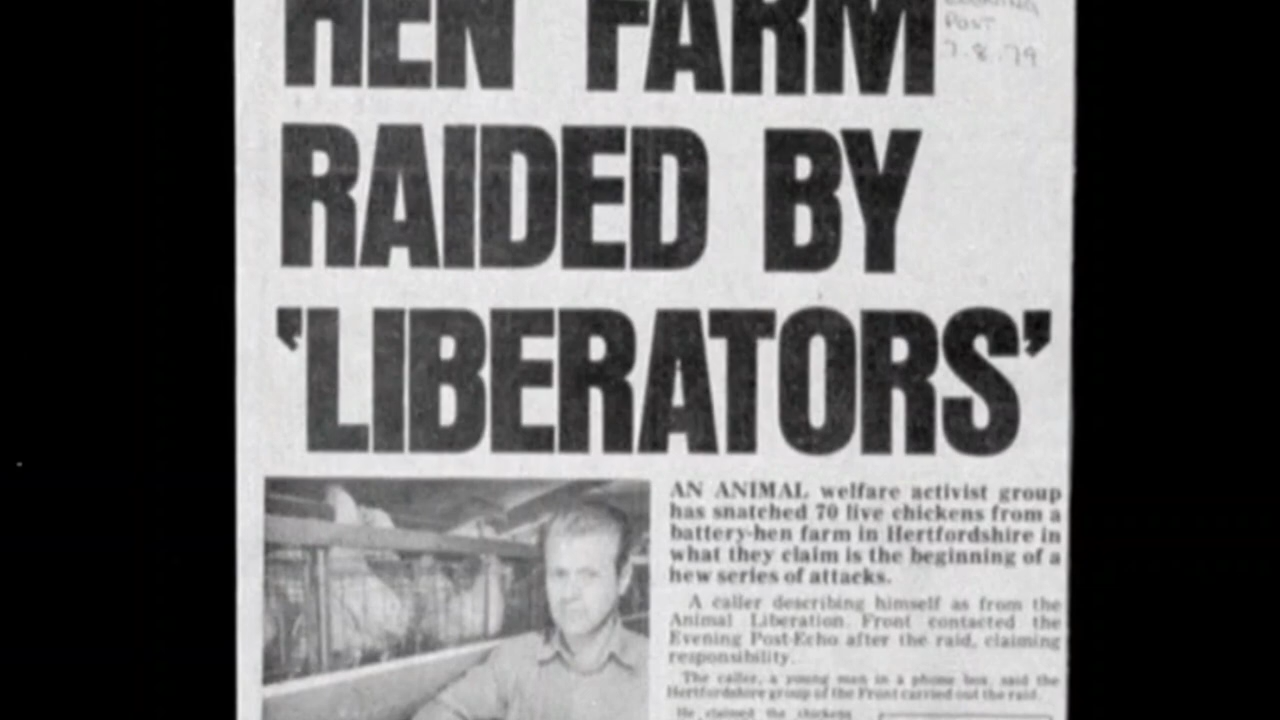 HEN FARM
POST
7.8.79
RAIDED BY
'LIBERATORS'
AN ANIMAL welfare activist group
has snatched 70 live chickens from a
battery-hen farm in Hertfordshire in
what they claim is the beginning of a
new series of attacks.
A caller describing himself as from the
Animal Liberation Front contacted the
Evening Post-Echo after the raid, claiming
responsibility.
The caller, a young man in a phone box, said the
Hertfordshire group of the Front carried out the raid.
He claimed the chickens